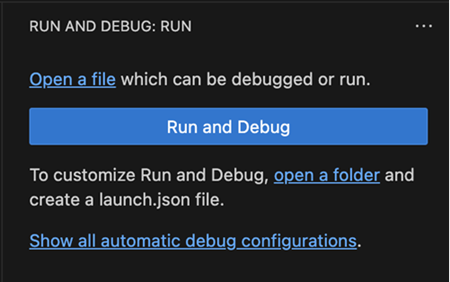 RUN AND DEBUG: RUN
Open a file which can be debugged or run.
Run and Debug
To customize Run and Debug, open a folder and
create a launch.json file.
Show all automatic debug configurations.